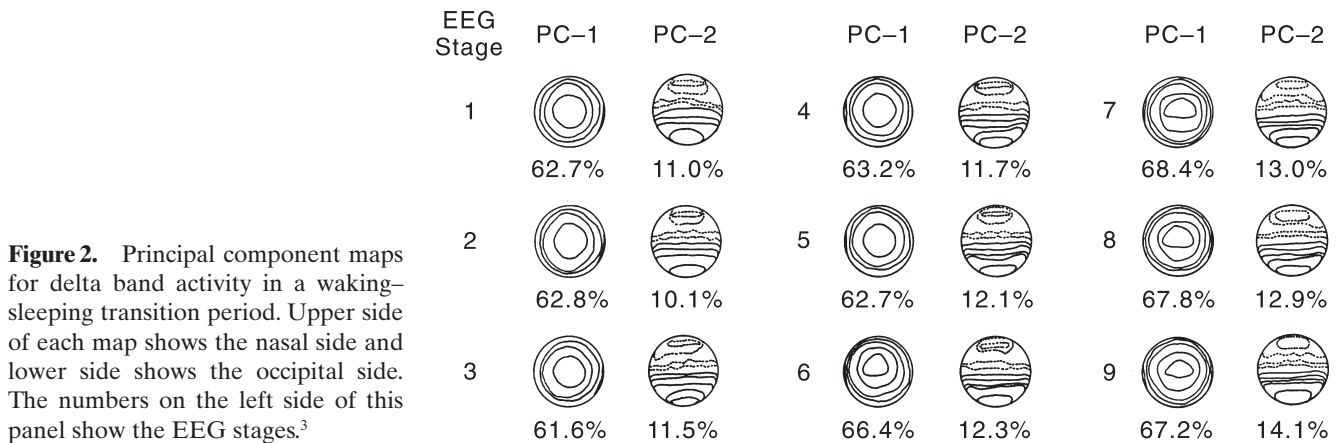 EEG
Stage PC–1 PC–2 PC–1 PC–2 PC–1 PC–2
1 4 7
62.7% 11.0% 63.2% 11.7% 68.4% 13.0%
2 5 8
62.8% 10.1% 62.7% 12.1% 67.8% 12.9%
3 6 9
61.6% 11.5% 66.4% 12.3% 67.2% 14.1%
Figure 2. Principal component maps
for delta band activity in a waking–
sleeping transition period. Upper side
of each map shows the nasal side and
lower side shows the occipital side.
The numbers on the left side of this
panel show the EEG stages.³